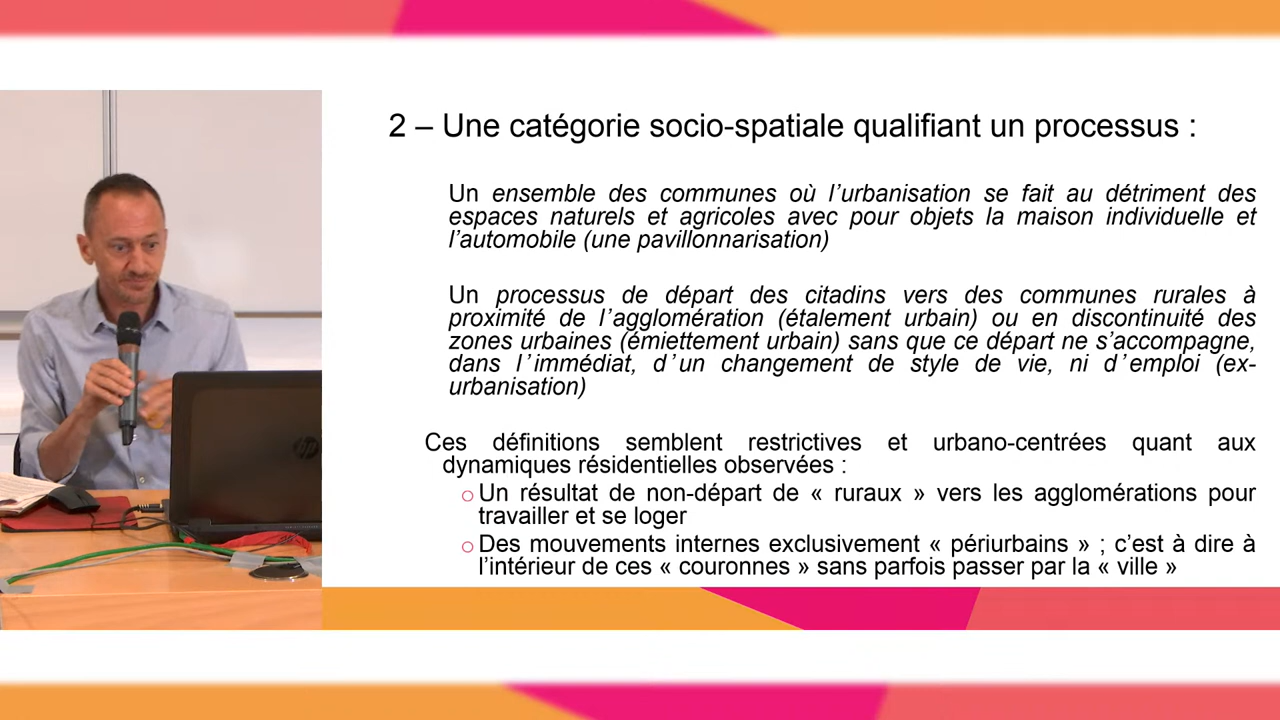 2 – Une catégorie socio-spatiale qualifiant un processus :
Un ensemble des communes où l’urbanisation se fait au détriment des
espaces naturels et agricoles avec pour objets la maison individuelle et
l’automobile (une pavillonnarisation)
Un processus de départ des citadins vers des communes rurales à
proximité de l’agglomération (étalement urbain) ou en discontinuité des
zones urbaines (émiettement urbain) sans que ce départ ne s’accompagne,
dans l’immédiat, d’un changement de style de vie, ni d’emploi (ex-
urbanisation)
Ces définitions semblent restrictives et urbano-centrées quant aux
dynamiques résidentielles observées :
o Un résultat de non-départ de « ruraux » vers les agglomérations pour
travailler et se loger
o Des mouvements internes exclusivement « périurbains » ; c’est à dire à
l’intérieur de ces « couronnes » sans parfois passer par la « ville »
hp